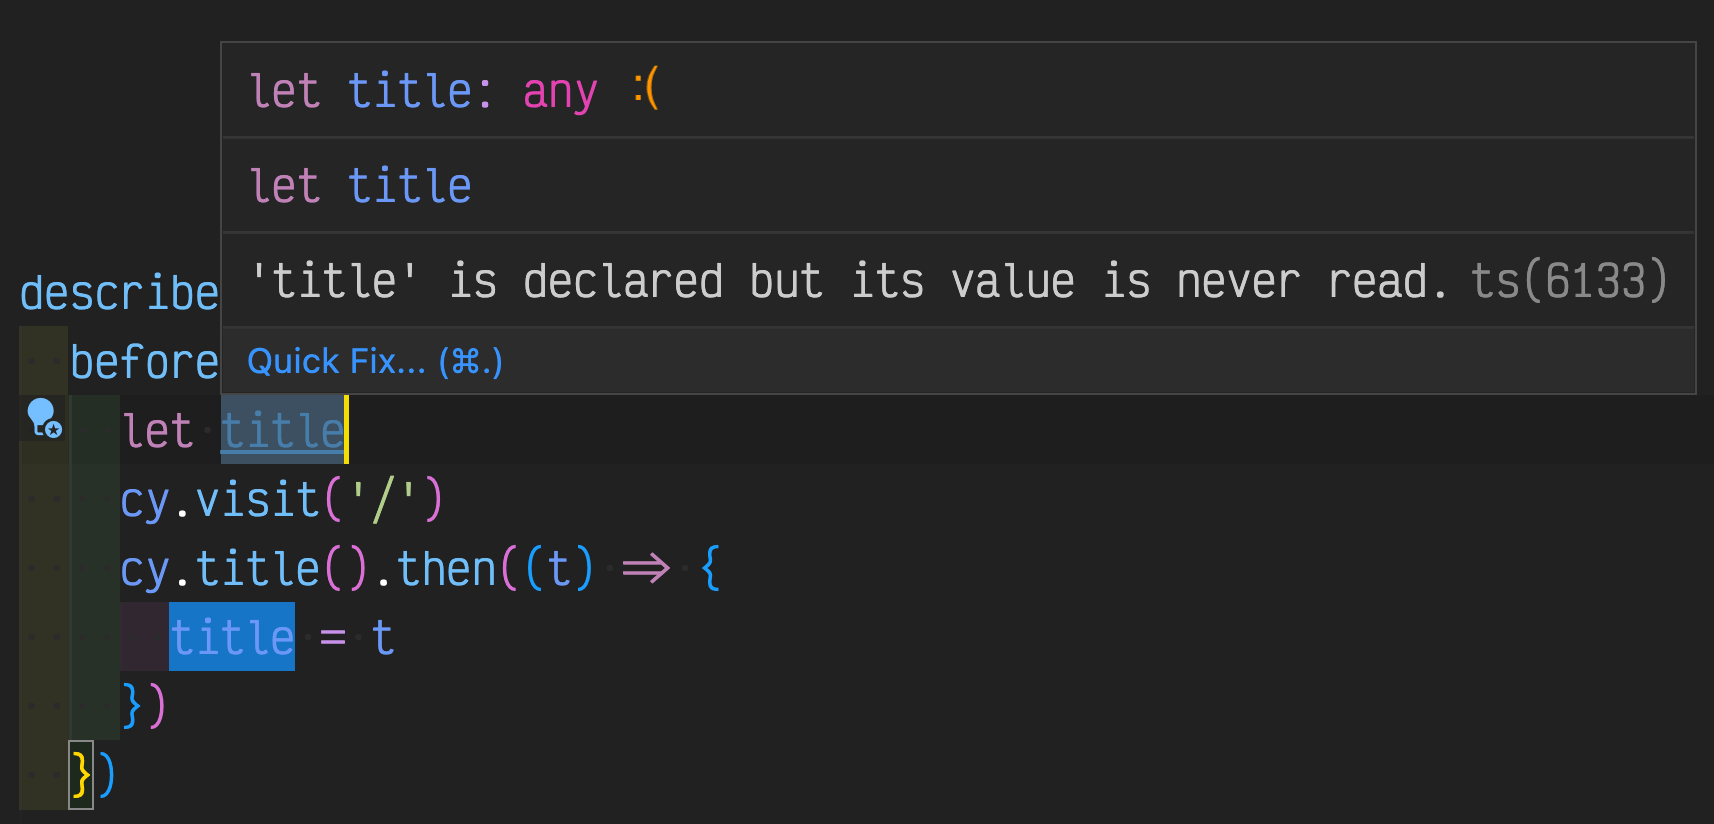 let title: any :(
let title
'title' is declared but its value is never read. ts(6133)
Quick Fix... (⌘.)
describe
before
let title
cy.visit('/')
cy.title().then((t) ⇒ {
title = t
})
})